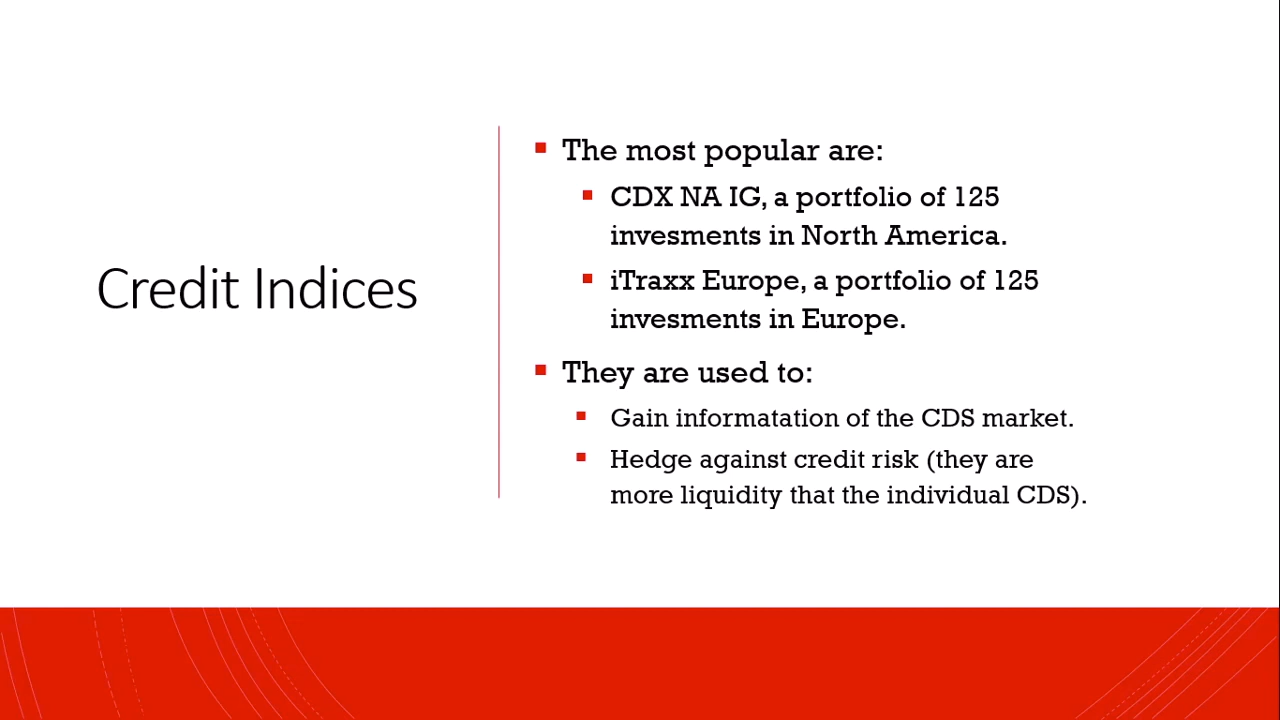 Credit Indices
The most popular are:
CDX NA IG, a portfolio of 125
invesments in North America.
iTraxx Europe, a portfolio of 125
invesments in Europe.
They are used to:
Gain informatation of the CDS market.
Hedge against credit risk (they are
more liquidity that the individual CDS).